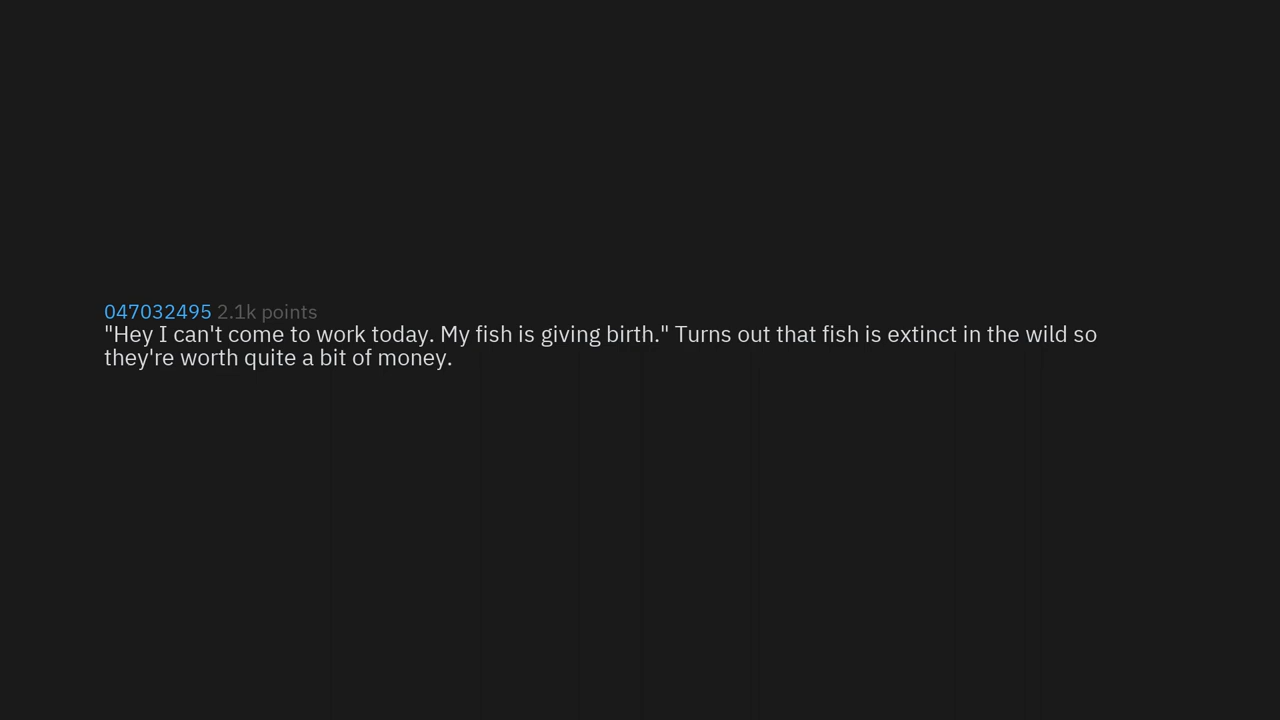 047032495 2.1k points
"Hey I can't come to work today. My fish is giving birth." Turns out that fish is extinct in the wild so
they're worth quite a bit of money.